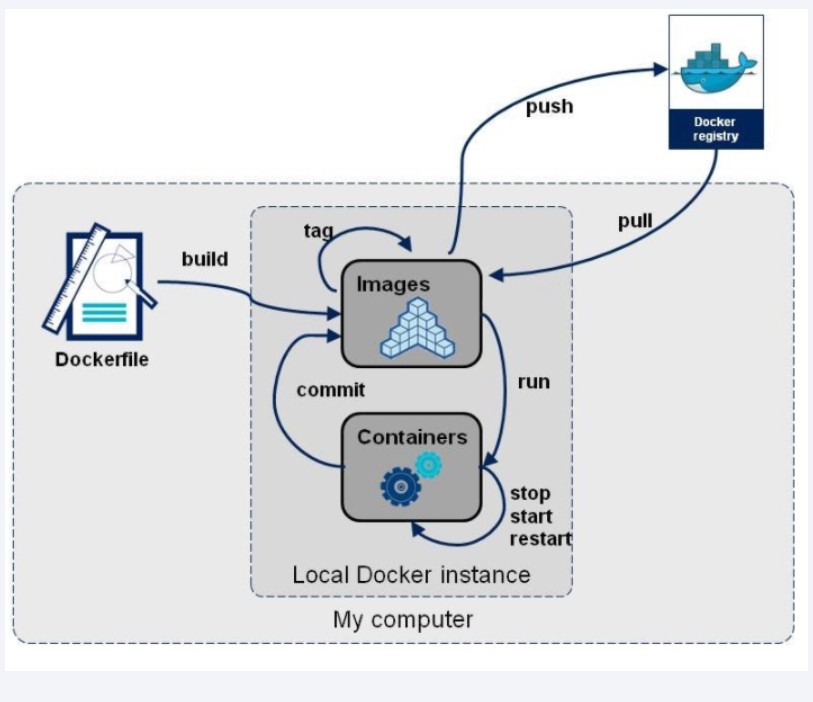 push
Docker
registry
pull
tag
build
Images
Dockerfile
commit
run
Containers
stop
start
restart
Local Docker instance
My computer